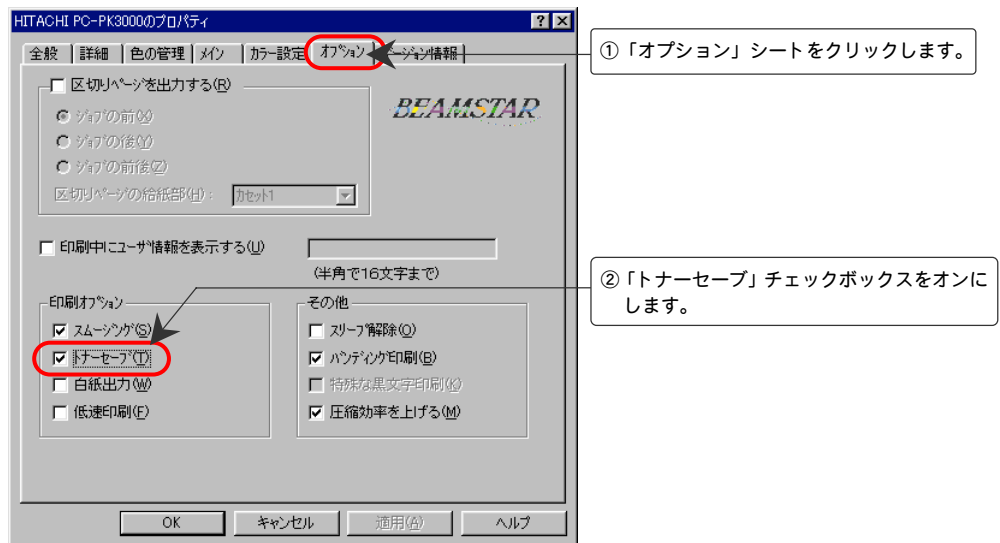 HITACHI PC-PK3000のプロパティ
全般 詳細 色の管理 メイン カラー設定 オプション バージョン情報
①「オプション」シートをクリックします。
区切りページを出力する(R)
BEAMSTAR
ジョブの前(X)
ジョブの後(Y)
ジョブの前後(Z)
区切りページの給紙部(H): カセット1
印刷中にユーザ情報を表示する(U)
(半角で16文字まで)
②「トナーセーブ」チェックボックスをオンに
します。
印刷オプション
スムージング(S)
トナーセーブ(T)
白紙出力(W)
低速印刷(F)
その他
スリープ解除(O)
バンディング印刷(B)
特殊な黒文字印刷(K)
圧縮効率を上げる(M)
OK キャンセル 適用(A) ヘルプ